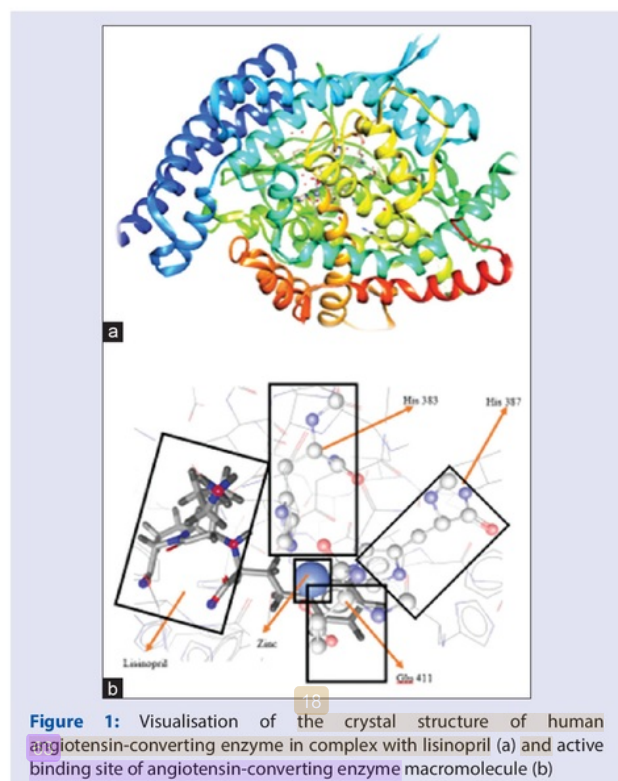 a
His 383
His 387
Lisinopril
Zinc
Glu 411
b
18
Figure 1: Visualisation of the crystal structure of human
angiotensin-converting enzyme in complex with lisinopril (a) and active
binding site of angiotensin-converting enzyme macromolecule (b)